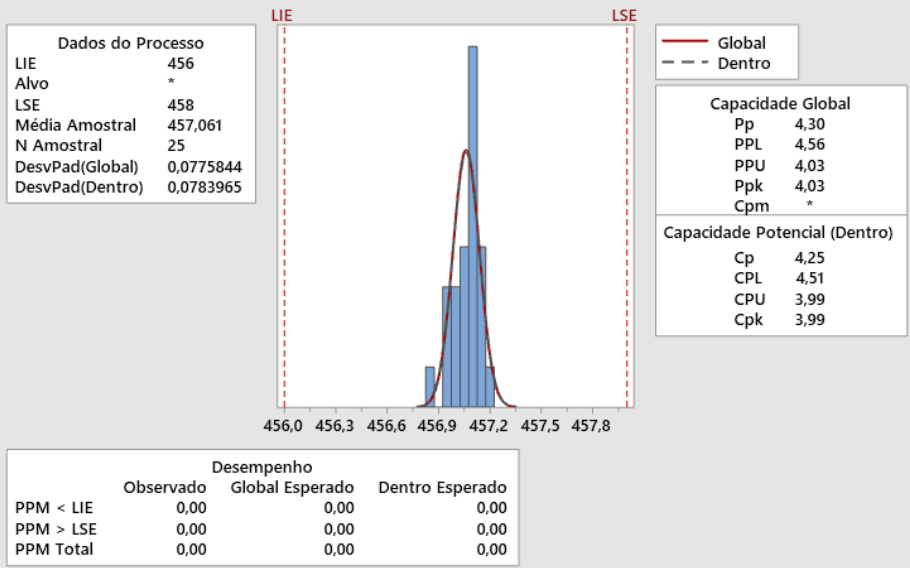 LIE LSE
Dados do Processo
LIE 456
Alvo *
LSE 458
Média Amostral 457,061
N Amostral 25
DesvPad(Global) 0,0775844
DesvPad(Dentro) 0,0783965
Global
Dentro
Capacidade Global
Pp 4,30
PPL 4,56
PPU 4,03
Ppk 4,03
Cpm *
Capacidade Potencial (Dentro)
Cp 4,25
CPL 4,51
CPU 3,99
Cpk 3,99
456,0 456,3 456,6 456,9 457,2 457,5 457,8
Desempenho
Observado Global Esperado Dentro Esperado
PPM < LIE 0,00 0,00 0,00
PPM > LSE 0,00 0,00 0,00
PPM Total 0,00 0,00 0,00